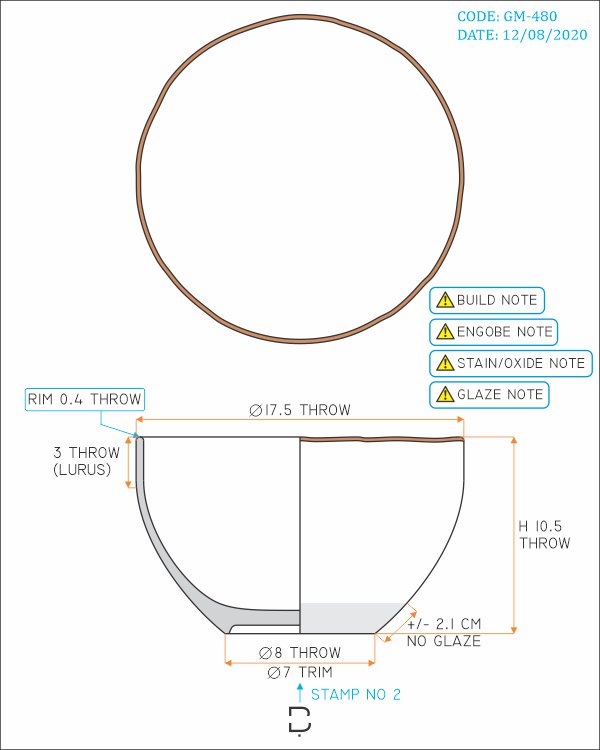 CODE: GM-480
DATE: 12/08/2020
BUILD NOTE
ENGOBE NOTE
STAIN/OXIDE NOTE
GLAZE NOTE
RIM 0.4 THROW
∅17.5 THROW
3 THROW
(LURUS)
H 10.5
THROW
+/- 2.1 CM
NO GLAZE
∅8 THROW
∅7 TRIM
STAMP NO 2